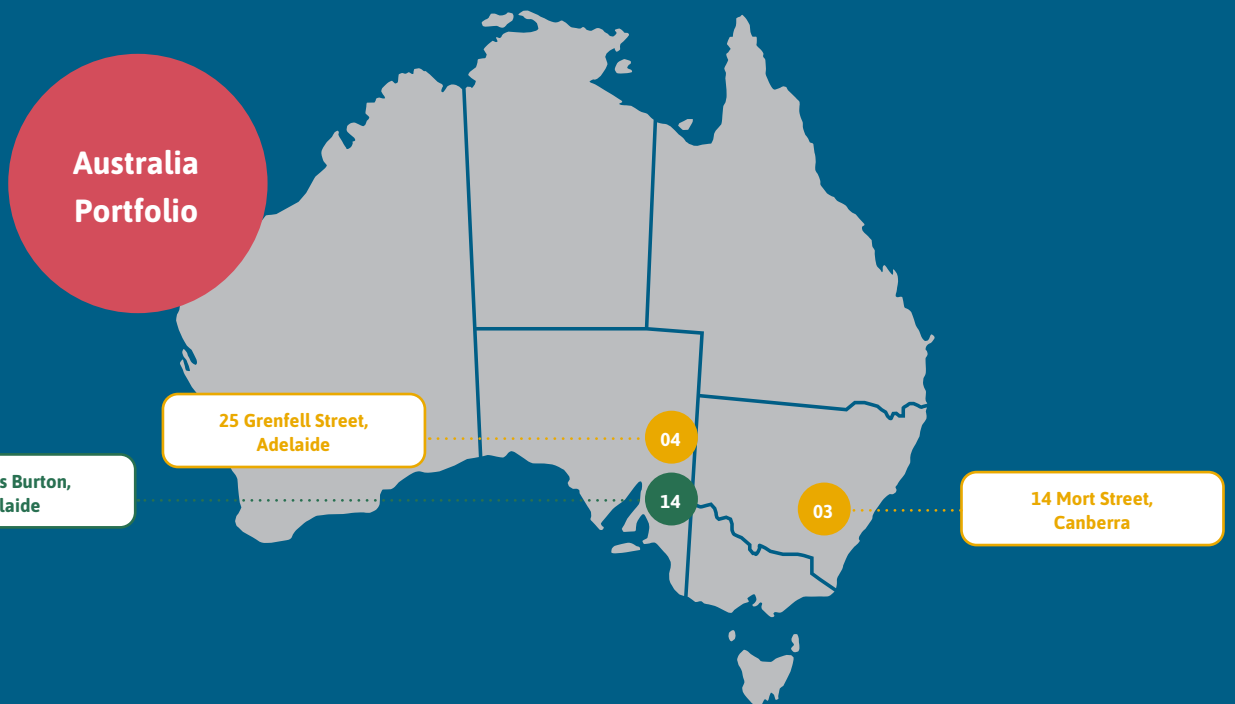 Australia
Portfolio
25 Grenfell Street,
Adelaide
04
s Burton,
laide
14
03
14 Mort Street,
Canberra